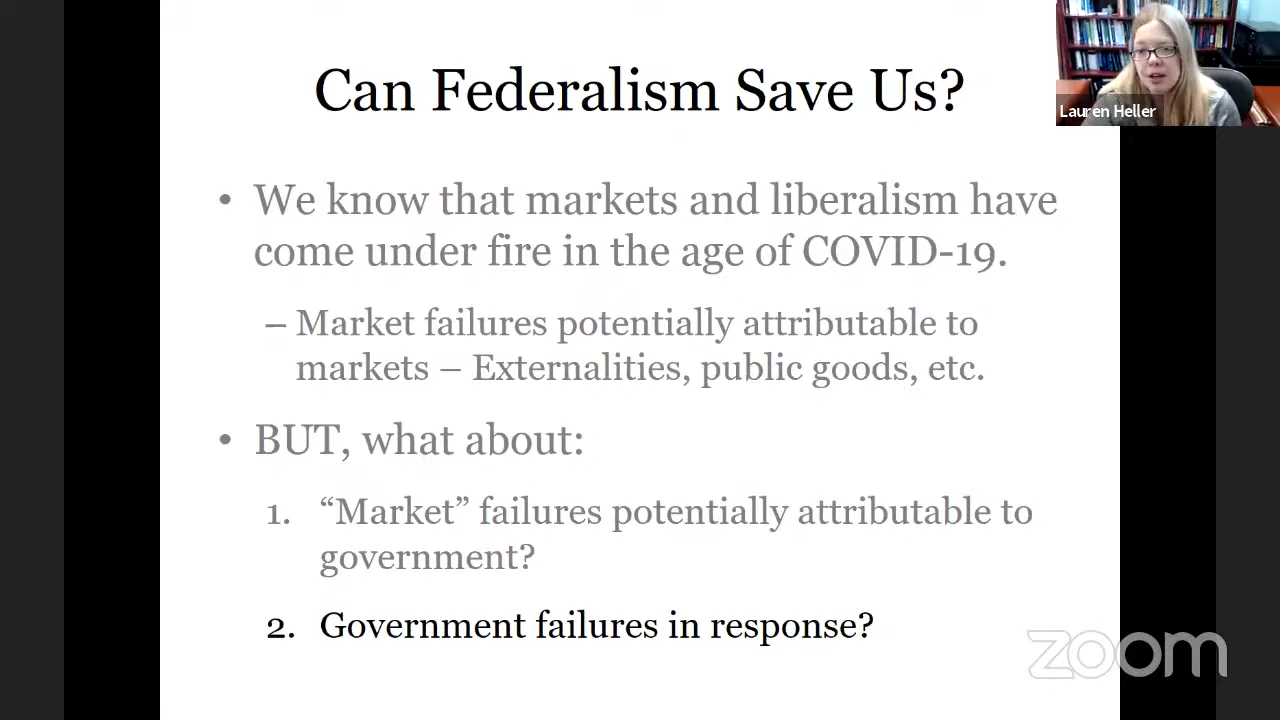 Can Federalism Save Us?
Lauren Heller
• We know that markets and liberalism have
come under fire in the age of COVID-19.
– Market failures potentially attributable to
markets – Externalities, public goods, etc.
• BUT, what about:
1. “Market” failures potentially attributable to
government?
2. Government failures in response?
zoom